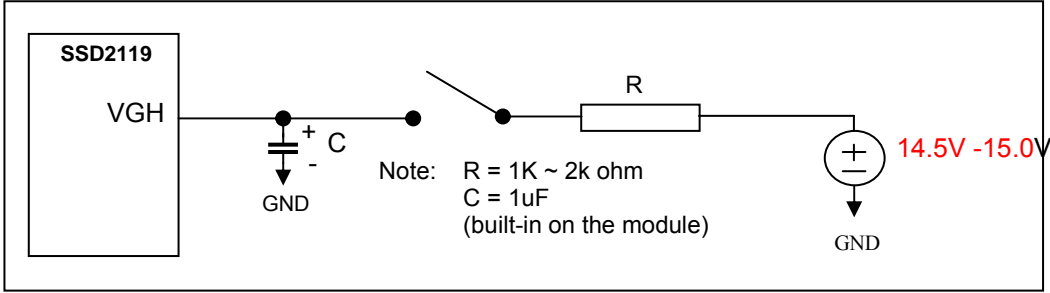 SSD2119
VGH
+
C
-
GND
R
+
14.5V -15.0V
GND
Note: R = 1K ~ 2k ohm
C = 1uF
(built-in on the module)